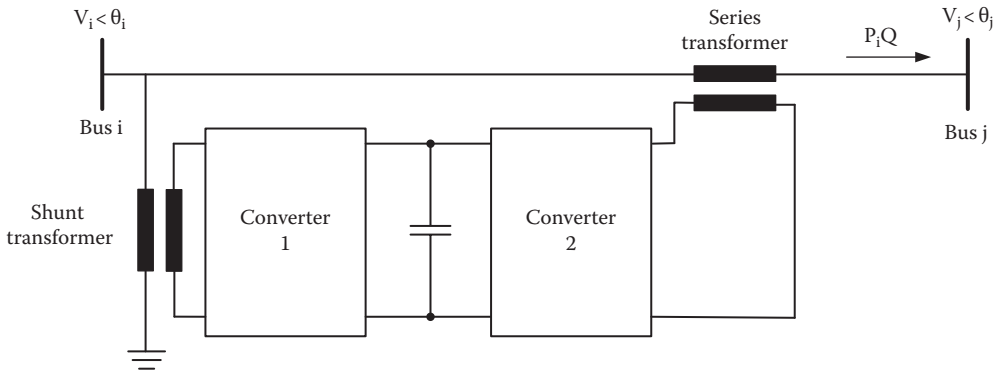 V_i < θ_i
Series
transformer
P_iQ
V_j < θ_j
Bus i
Bus j
Shunt
transformer
Converter
1
Converter
2